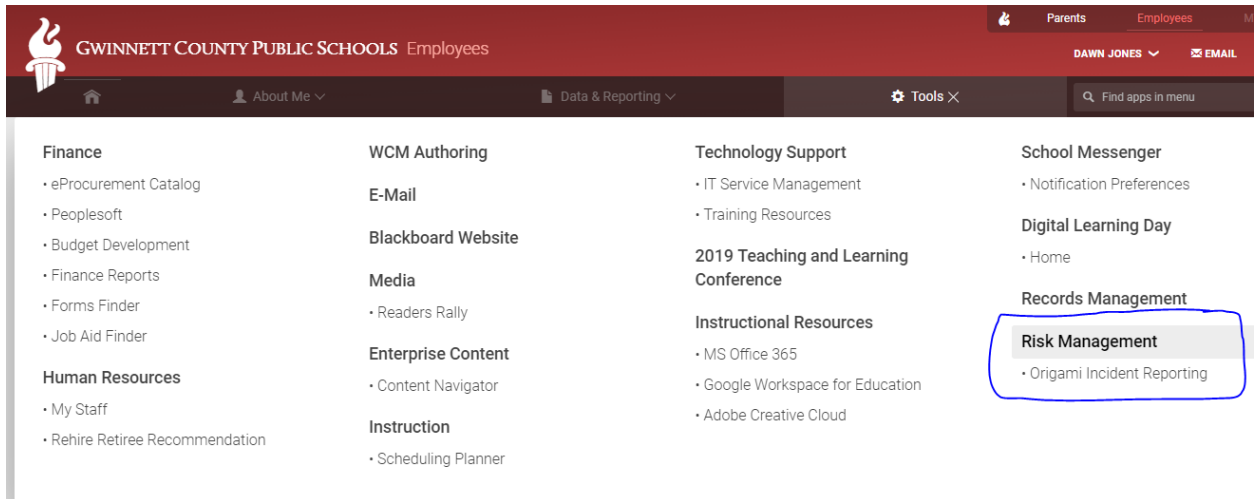 Parents Employees M
GWINNETT COUNTY PUBLIC SCHOOLS Employees
DAWN JONES EMAIL
About Me
Data & Reporting
Tools
Find apps in menu
Finance
• eProcurement Catalog
• Peoplesoft
• Budget Development
• Finance Reports
• Forms Finder
• Job Aid Finder
Human Resources
• My Staff
• Rehire Retiree Recommendation
WCM Authoring
E-Mail
Blackboard Website
Media
• Readers Rally
Enterprise Content
• Content Navigator
Instruction
• Scheduling Planner
Technology Support
• IT Service Management
• Training Resources
2019 Teaching and Learning
Conference
Instructional Resources
• MS Office 365
• Google Workspace for Education
• Adobe Creative Cloud
School Messenger
• Notification Preferences
Digital Learning Day
• Home
Records Management
Risk Management
• Origami Incident Reporting